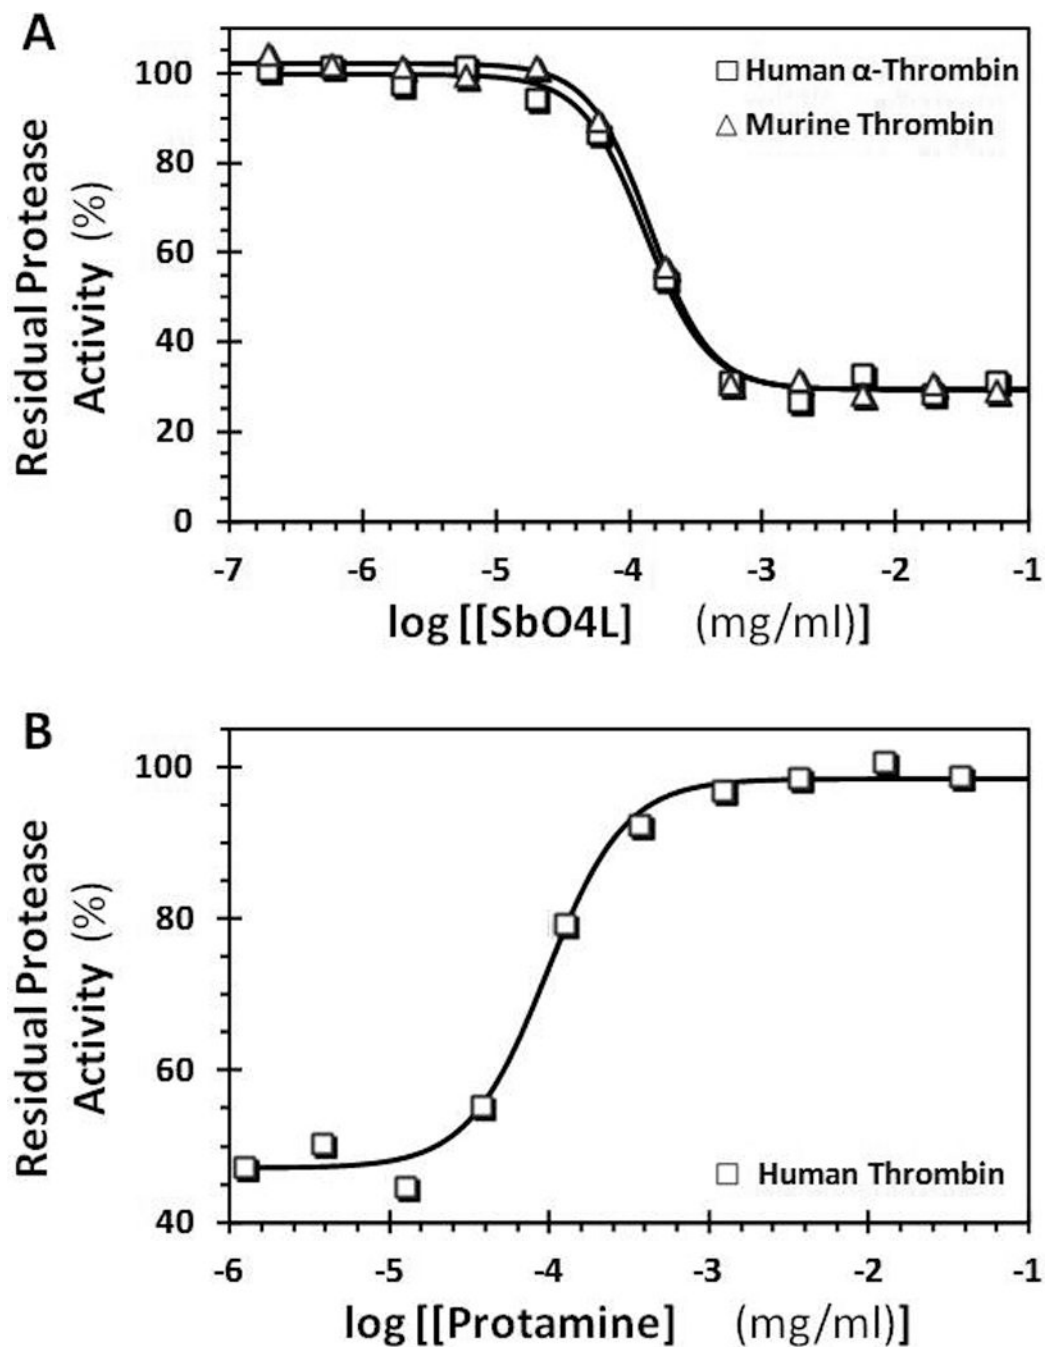 A
Residual Protease
Activity (%)
100
80
60
40
20
0
Human α-Thrombin
Murine Thrombin
-7 -6 -5 -4 -3 -2 -1
log [[SbO4L] (mg/ml)]
B
Residual Protease
Activity (%)
100
80
60
40
Human Thrombin
-6 -5 -4 -3 -2 -1
log [[Protamine] (mg/ml)]